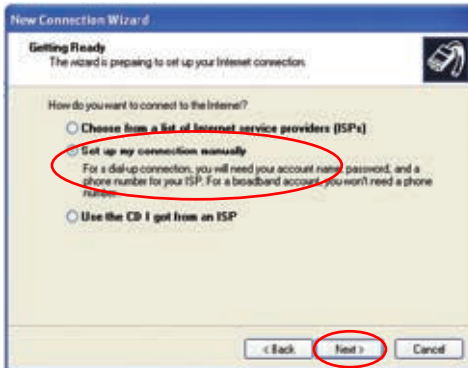 New Connection Wizard
Getting Ready
The wizard is preparing to set up your Internet connection.
How do you want to connect to the Internet?
Choose from a list of Internet service providers (ISPs)
Set up my connection manually
For a dial-up connection, you will need your account name, password, and a
phone number for your ISP. For a broadband account, you won't need a phone
number.
Use the CD I got from an ISP
< Back
Next >
Cancel